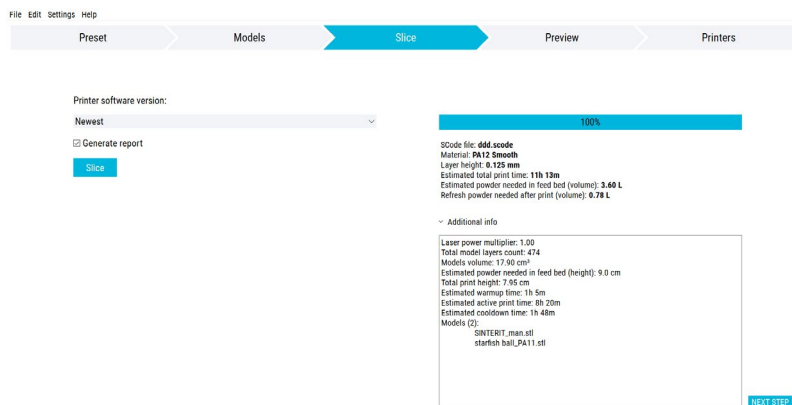 File Edit Settings Help
Preset Models Slice Preview Printers
Printer software version:
Newest
Generate report
Slice
100%
SCode file: ddd.scode
Material: PA12 Smooth
Layer height: 0.125 mm
Estimated total print time: 11h 13m
Estimated powder needed in feed bed (volume): 3.60 L
Refresh powder needed after print (volume): 0.78 L
Additional info
Laser power multiplier: 1.00
Total model layers count: 474
Models volume: 17.90 cm³
Estimated powder needed in feed bed (height): 9.0 cm
Total print height: 7.95 cm
Estimated warmup time: 1h 5m
Estimated active print time: 8h 20m
Estimated cooldown time: 1h 48m
Models (2):
SINTERIT_man.stl
starfish ball_PA11.stl
NEXT STEP